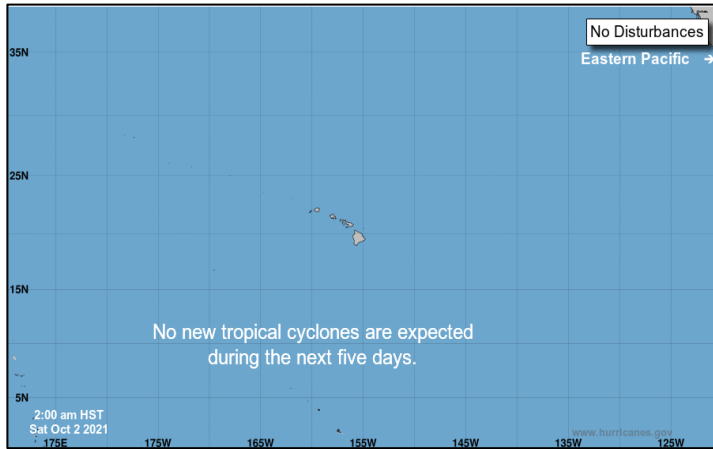 No Disturbances
Eastern Pacific →
35N
25N
15N
No new tropical cyclones are expected
during the next five days.
5N
2:00 am HST
Sat Oct 2 2021
www.hurricanes.gov
175E 175W 165W 155W 145W 135W 125W